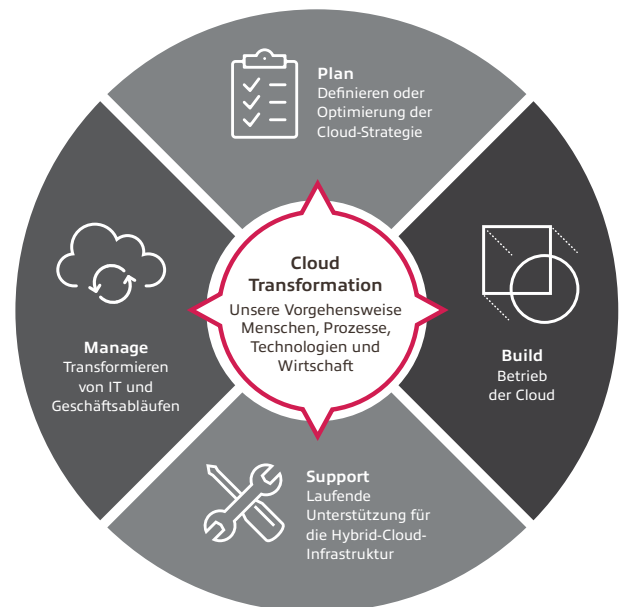 Plan
Definieren oder
Optimierung der
Cloud-Strategie
Cloud
Transformation
Unsere Vorgehensweise
Menschen, Prozesse,
Technologien und
Wirtschaft
Manage
Transformieren
von IT und
Geschäftsabläufen
Build
Betrieb
der Cloud
Support
Laufende
Unterstützung für
die Hybrid-Cloud-
Infrastruktur